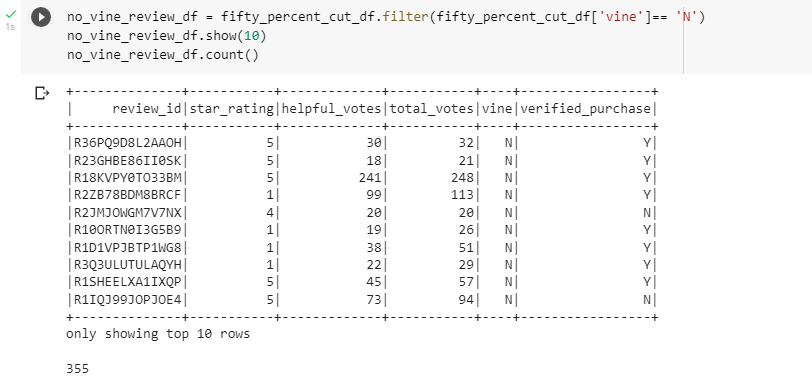 no_vine_review_df = fifty_percent_cut_df.filter(fifty_percent_cut_df['vine']== 'N')
1s
no_vine_review_df.show(10)
no_vine_review_df.count()
+--------------+-----------+-------------+-----------+----+-----------------+
|     review_id|star_rating|helpful_votes|total_votes|vine|verified_purchase|
+--------------+-----------+-------------+-----------+----+-----------------+
|R36PQ9D8L2AAOH|          5|           30|         32|   N|                Y|
|R23GHBE86II0SK|          5|           18|         21|   N|                Y|
|R18KVPY0TO33BM|          5|          241|        248|   N|                Y|
|R2ZB78BDM8BRCF|          1|           99|        113|   N|                Y|
|R2JMJOWGM7V7NX|          4|           20|         20|   N|                N|
|R10ORTN0I3G5B9|          1|           19|         26|   N|                Y|
|R1D1VPJBTP1WG8|          1|           38|         51|   N|                Y|
|R3Q3ULUTULAQYH|          1|           22|         29|   N|                Y|
|R1SHEELXA1IXQP|          5|           45|         57|   N|                Y|
|R1IQJ99JOPJOE4|          5|           73|         94|   N|                N|
+--------------+-----------+-------------+-----------+----+-----------------+
only showing top 10 rows
355